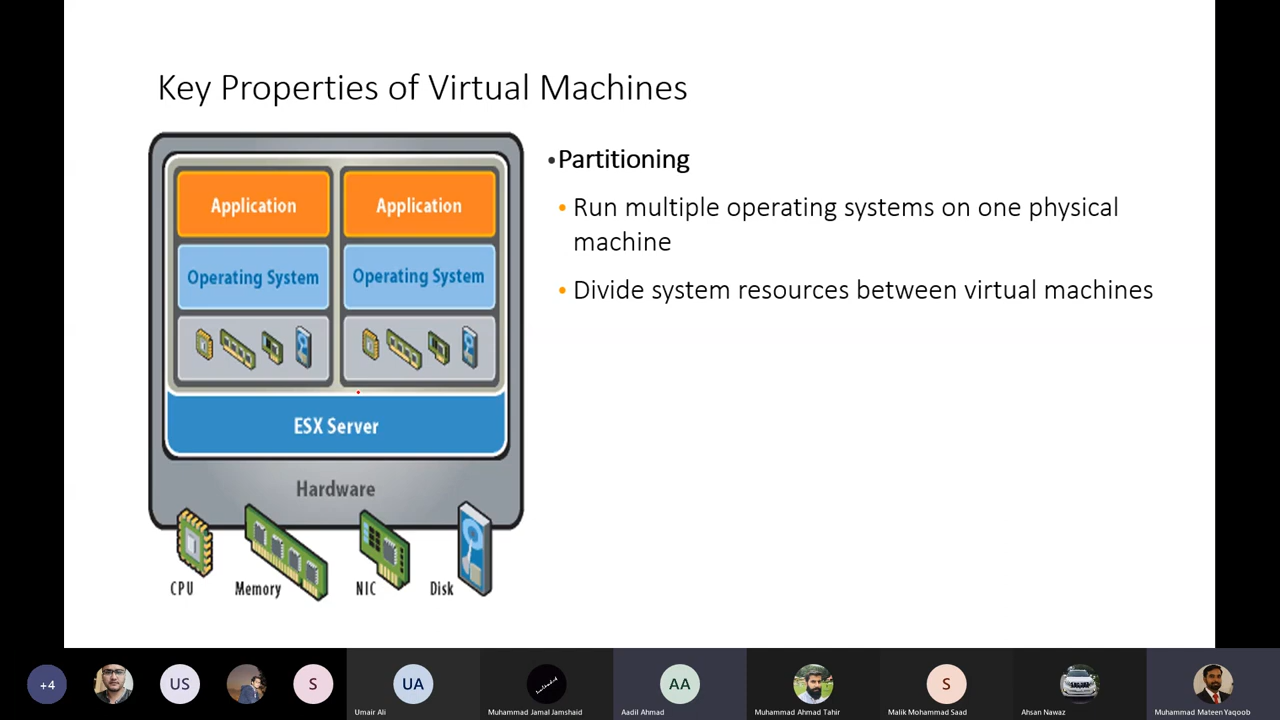 Key Properties of Virtual Machines
Application
Application
Operating System
Operating System
ESX Server
Hardware
CPU
Memory
NIC
Disk
•Partitioning
• Run multiple operating systems on one physical
machine
• Divide system resources between virtual machines
+4
US
S
UA
Umair Ali
Muhammad Jamal Jamshaid
AA
Aadil Ahmad
Muhammad Ahmad Tahir
S
Malik Mohammad Saad
Ahsan Nawaz
Muhammad Mateen Yaqoob